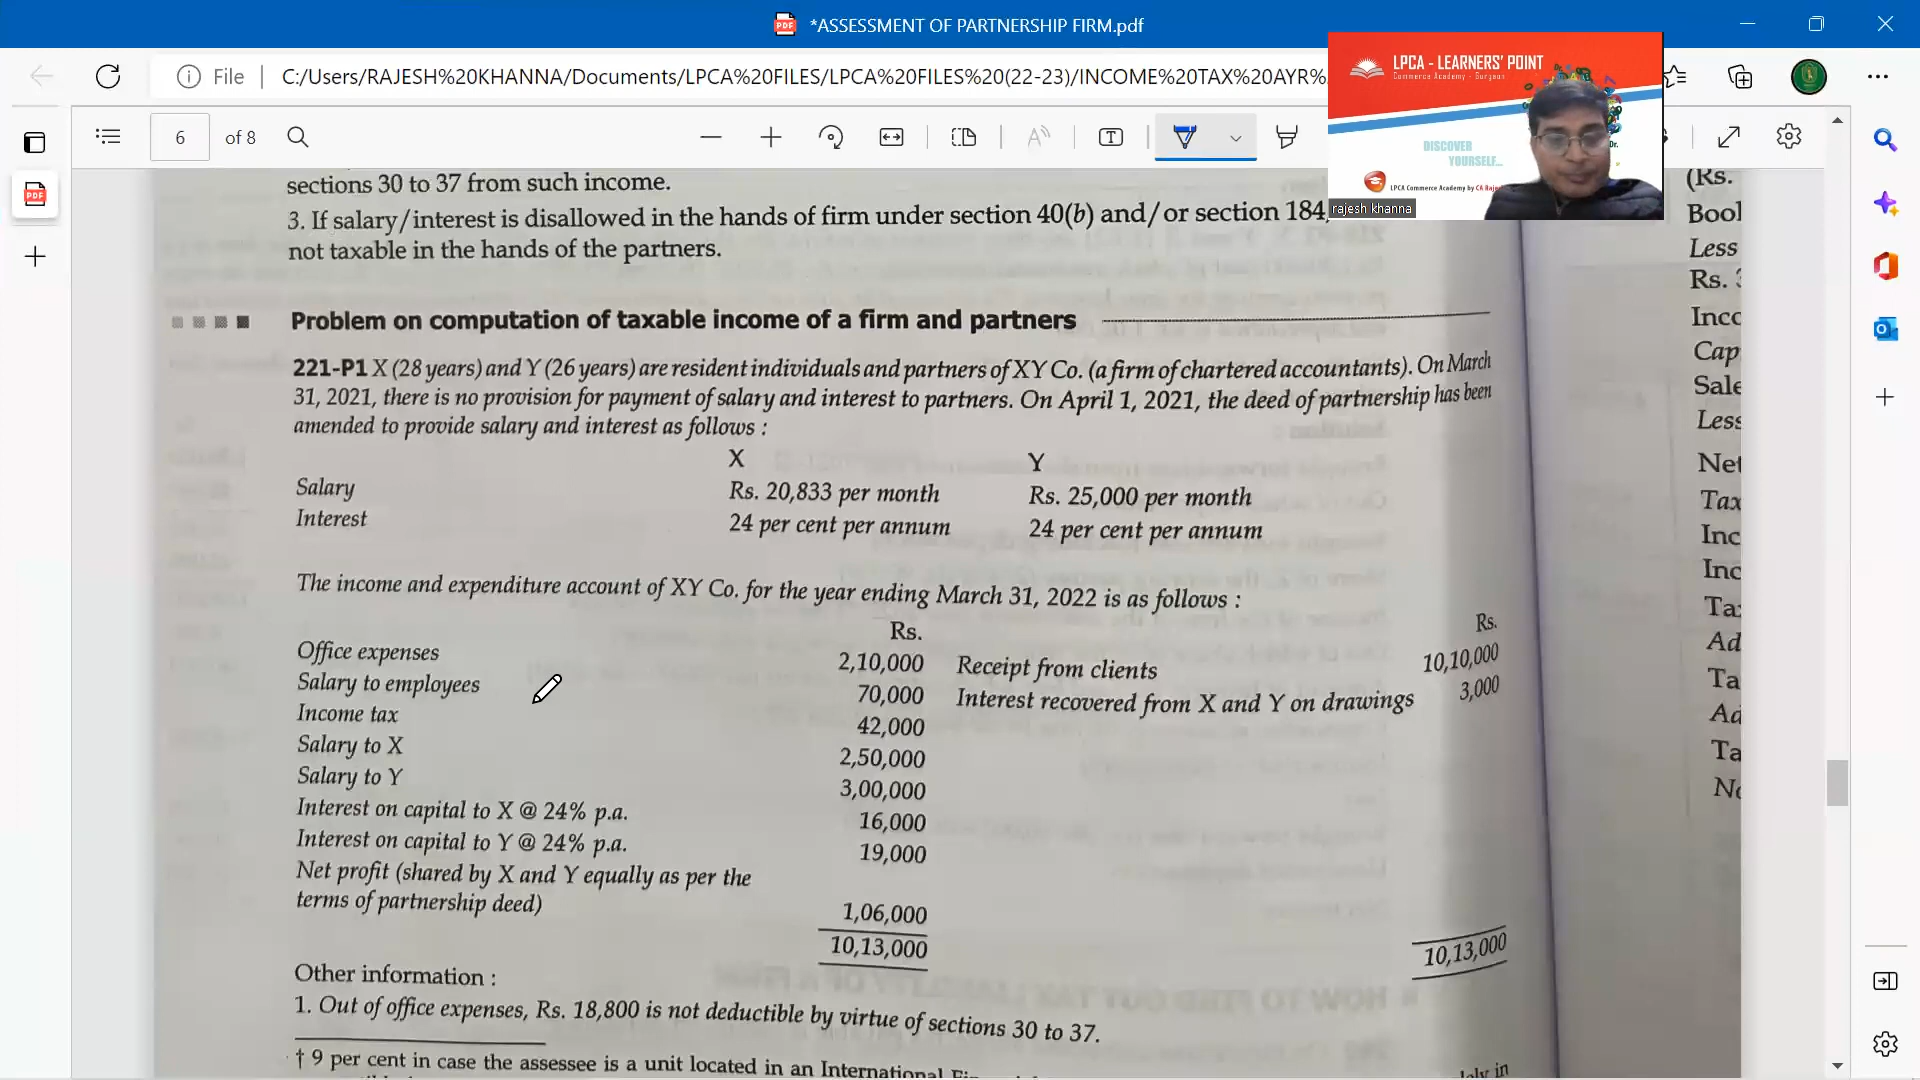 *ASSESSMENT OF PARTNERSHIP FIRM.pdf
File
C:/Users/RAJESH%20KHANNA/Documents/LPCA%20FILES/LPCA%20FILES%20(22-23)/INCOME%20TAX%20AYR%
6 of 8
LPCA - LEARNERS' POINT
Commerce Academy - Gurgaon
DISCOVER
YOURSELF...
LPCA Commerce Academy by CA
rajesh khanna
sections 30 to 37 from such income.
3. If salary/interest is disallowed in the hands of firm under section 40(b) and/or section 184,
not taxable in the hands of the partners.
Problem on computation of taxable income of a firm and partners
221-P1 X (28 years) and Y (26 years) are resident individuals and partners of XY Co. (a firm of chartered accountants). On March
31, 2021, there is no provision for payment of salary and interest to partners. On April 1, 2021, the deed of partnership has been
amended to provide salary and interest as follows :
X Y
Salary Rs. 20,833 per month Rs. 25,000 per month
Interest 24 per cent per annum 24 per cent per annum
The income and expenditure account of XY Co. for the year ending March 31, 2022 is as follows :
Rs. Rs.
Office expenses 2,10,000 Receipt from clients 10,10,000
Salary to employees 70,000 Interest recovered from X and Y on drawings 3,000
Income tax 42,000
Salary to X 2,50,000
Salary to Y 3,00,000
Interest on capital to X @ 24% p.a. 16,000
Interest on capital to Y @ 24% p.a. 19,000
Net profit (shared by X and Y equally as per the
terms of partnership deed) 1,06,000
10,13,000 10,13,000
Other information :
1. Out of office expenses, Rs. 18,800 is not deductible by virtue of sections 30 to 37.
† 9 per cent in case the assessee is a unit located in an International
(Rs.
Less
Rs.
Less